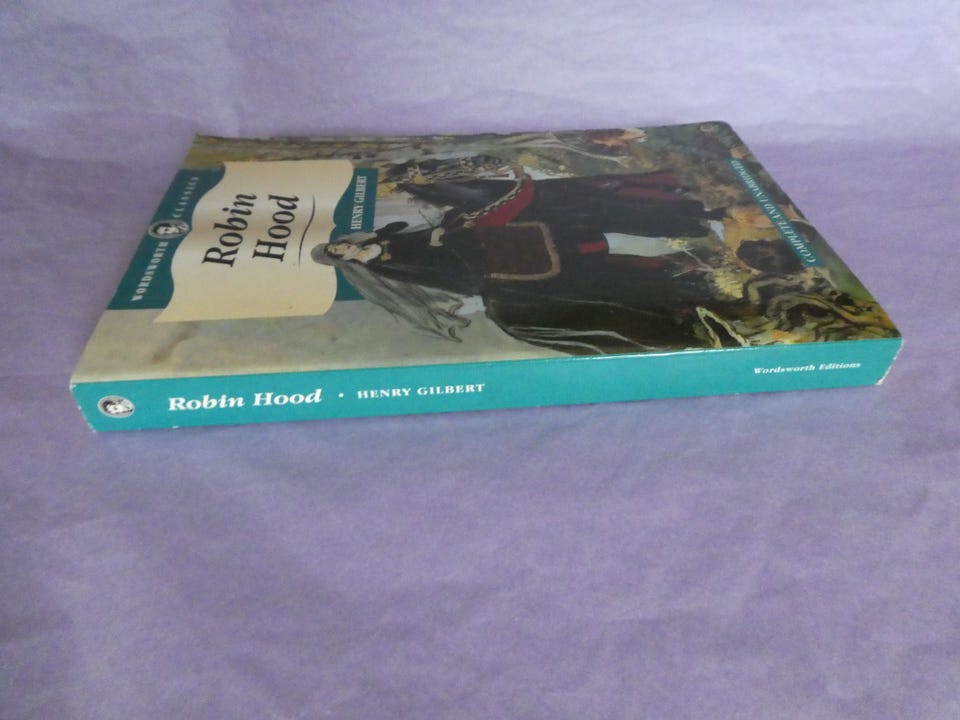 WORDSWORTH CLASSICS
Robin
Hood
HENRY GILBERT
COMPLETE AND UNABRIDGED
Robin Hood • HENRY GILBERT
Wordsworth Editions